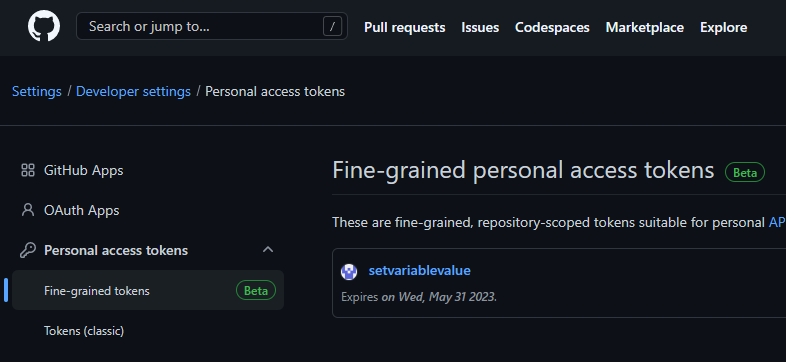 Search or jump to... / Pull requests Issues Codespaces Marketplace Explore
Settings / Developer settings / Personal access tokens
GitHub Apps
OAuth Apps
Personal access tokens
Fine-grained tokens Beta
Tokens (classic)
Fine-grained personal access tokens Beta
These are fine-grained, repository-scoped tokens suitable for personal AP
setvariablevalue
Expires on Wed, May 31 2023.